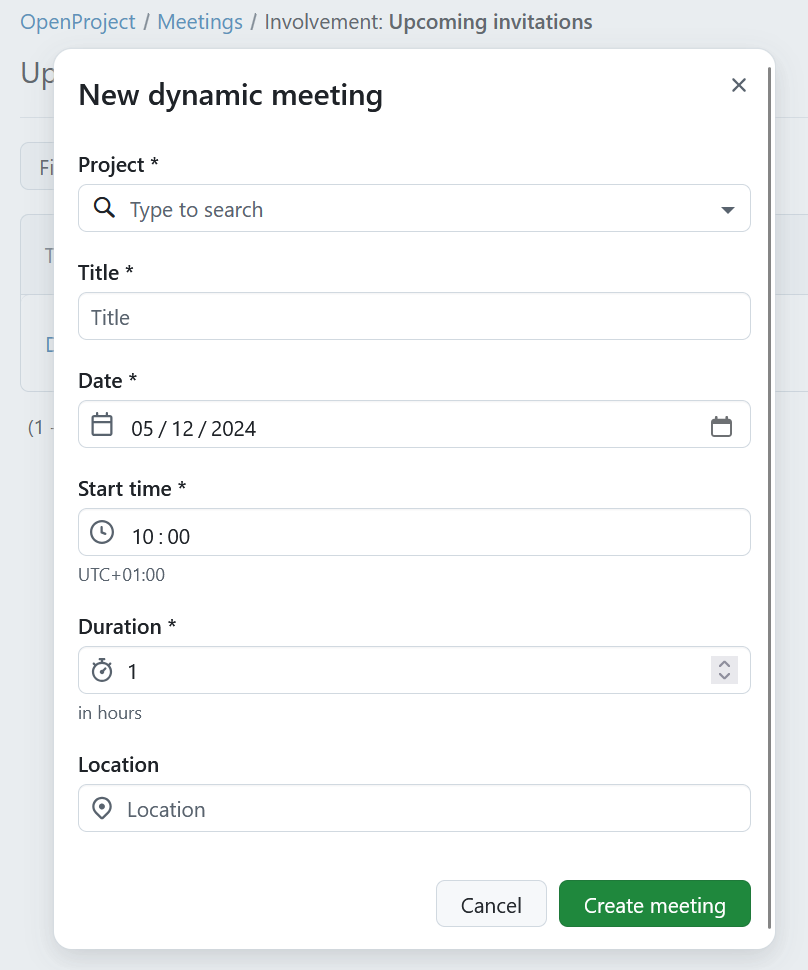 OpenProject / Meetings / Involvement: Upcoming invitations
Up
New dynamic meeting
Project *
Fi
Type to search
T
Title *
Title
D
Date *
(1 -
05 / 12 / 2024
Start time *
10 : 00
UTC+01:00
Duration *
1
in hours
Location
Location
Cancel
Create meeting